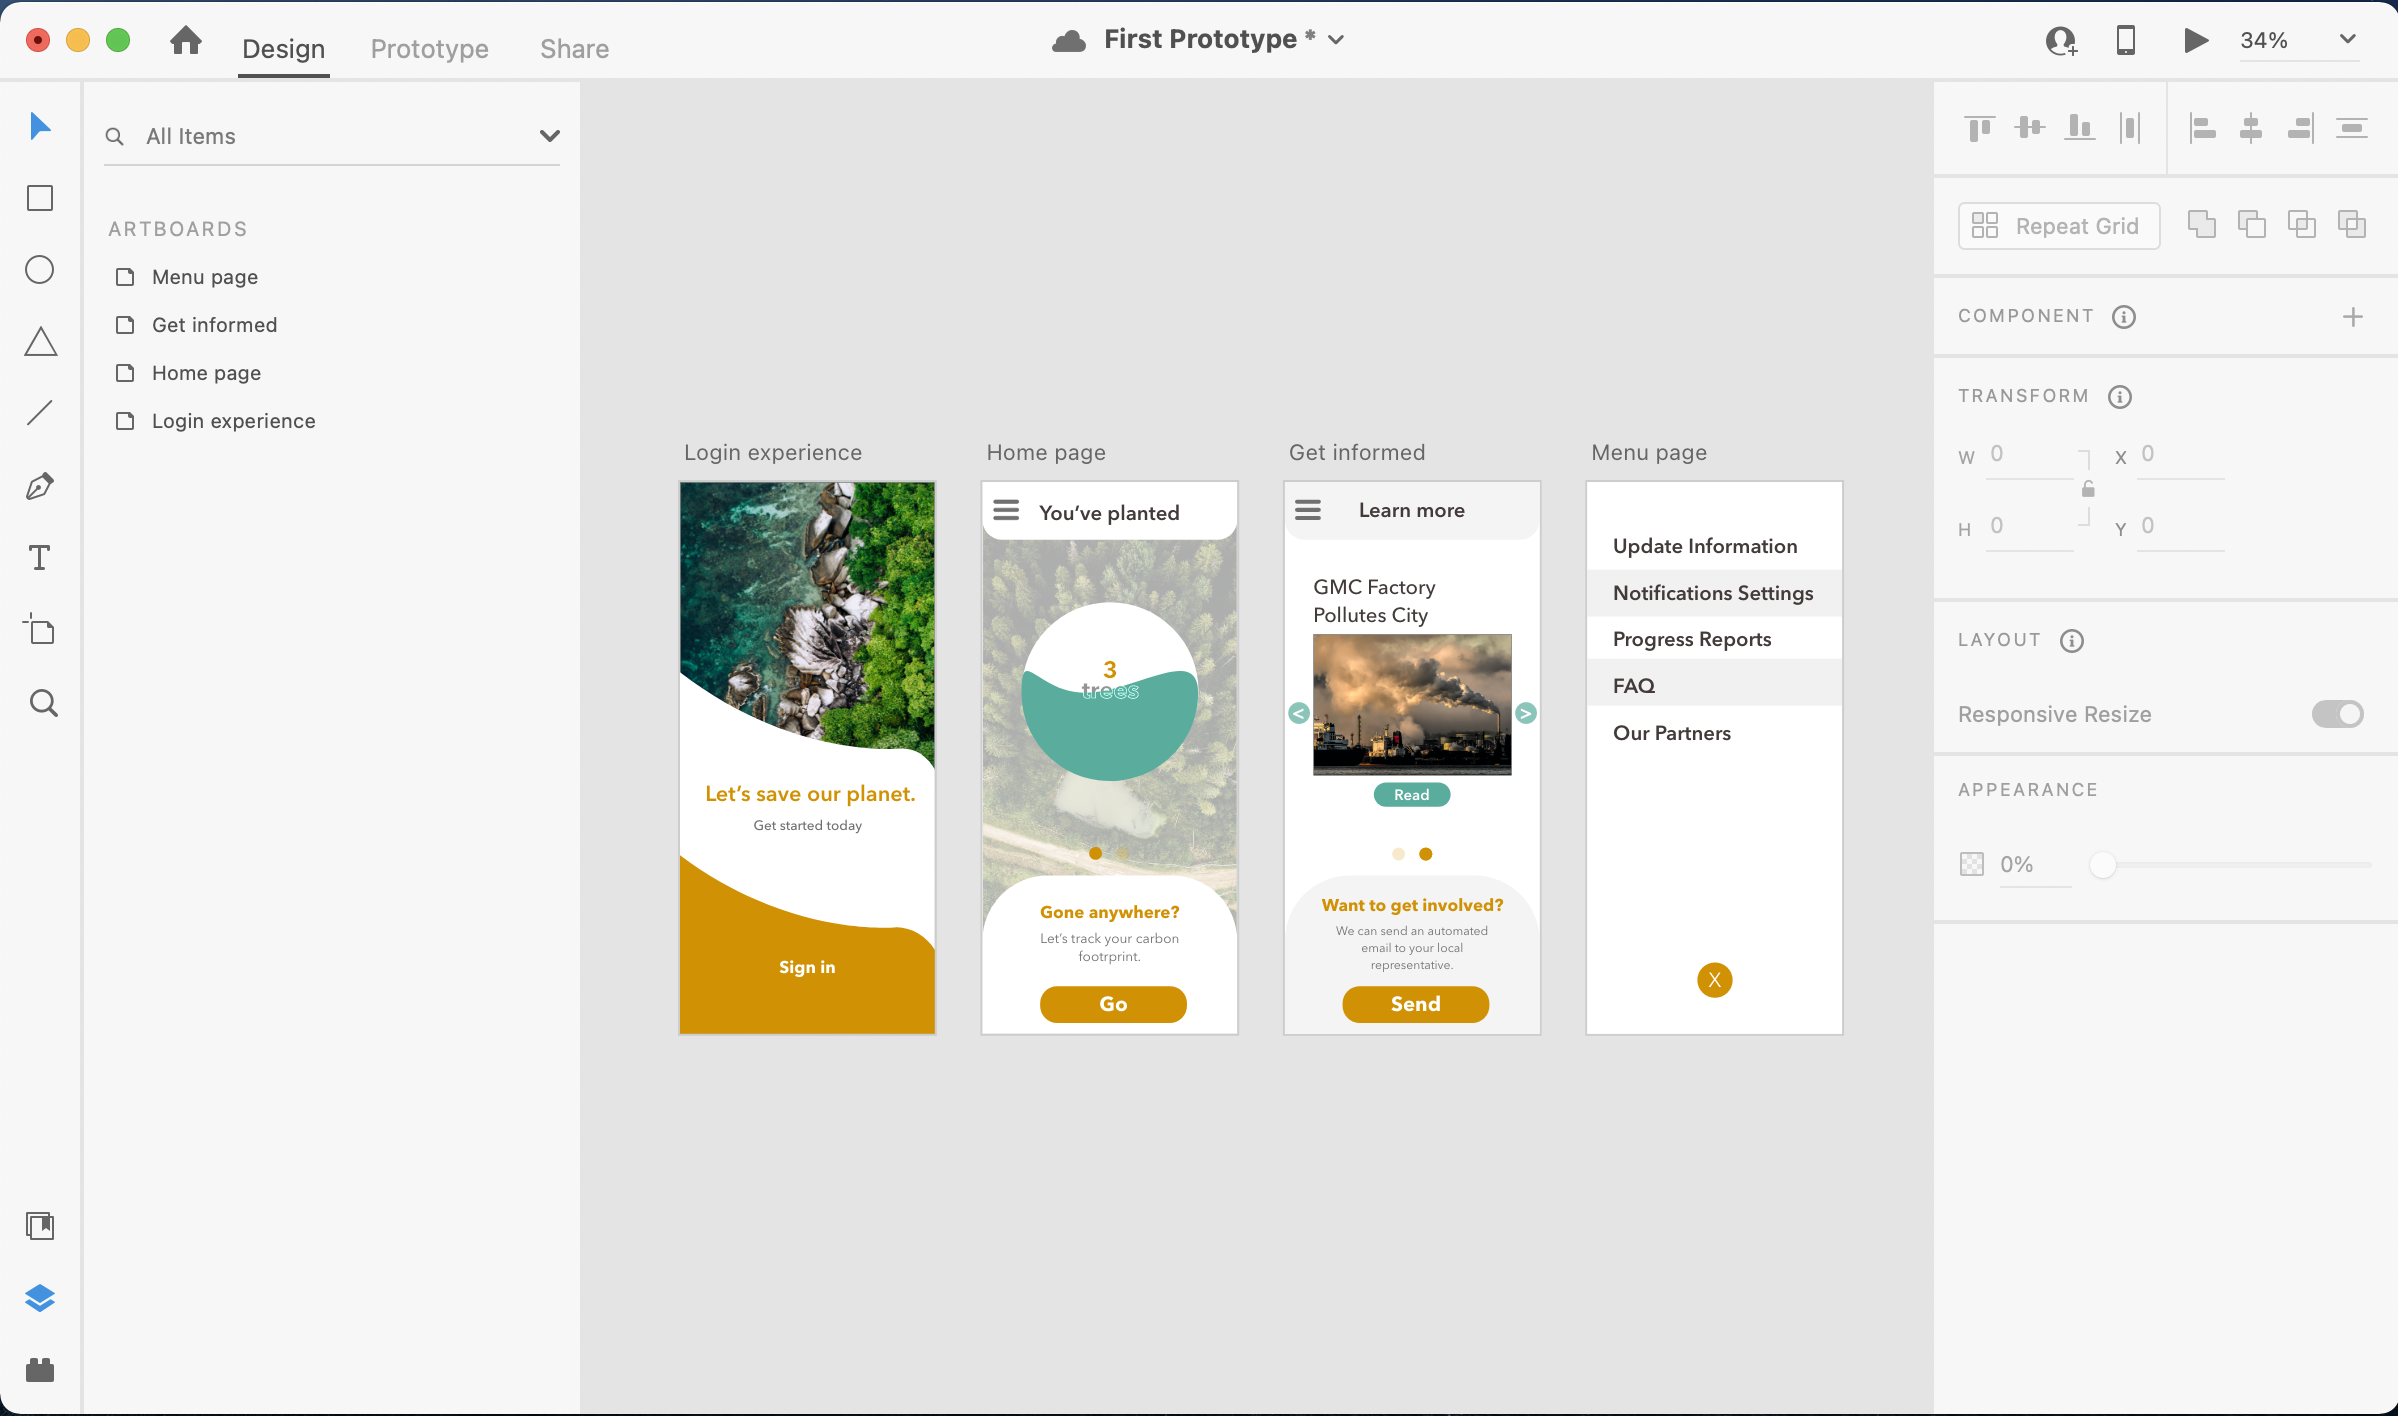 Design
Prototype
Share
First Prototype *
34%
All Items
ARTBOARDS
Menu page
Get informed
Home page
Login experience
Login experience
Let’s save our planet.
Get started today
Sign in
Home page
You’ve planted
3
trees
Gone anywhere?
Let’s track your carbon
footrprint.
Go
Get informed
Learn more
GMC Factory
Pollutes City
<
>
Read
Want to get involved?
We can send an automated
email to your local
representative.
Send
Menu page
Update Information
Notifications Settings
Progress Reports
FAQ
Our Partners
X
Repeat Grid
COMPONENT
TRANSFORM
W 0 X 0
H 0 Y 0
LAYOUT
Responsive Resize
APPEARANCE
0%